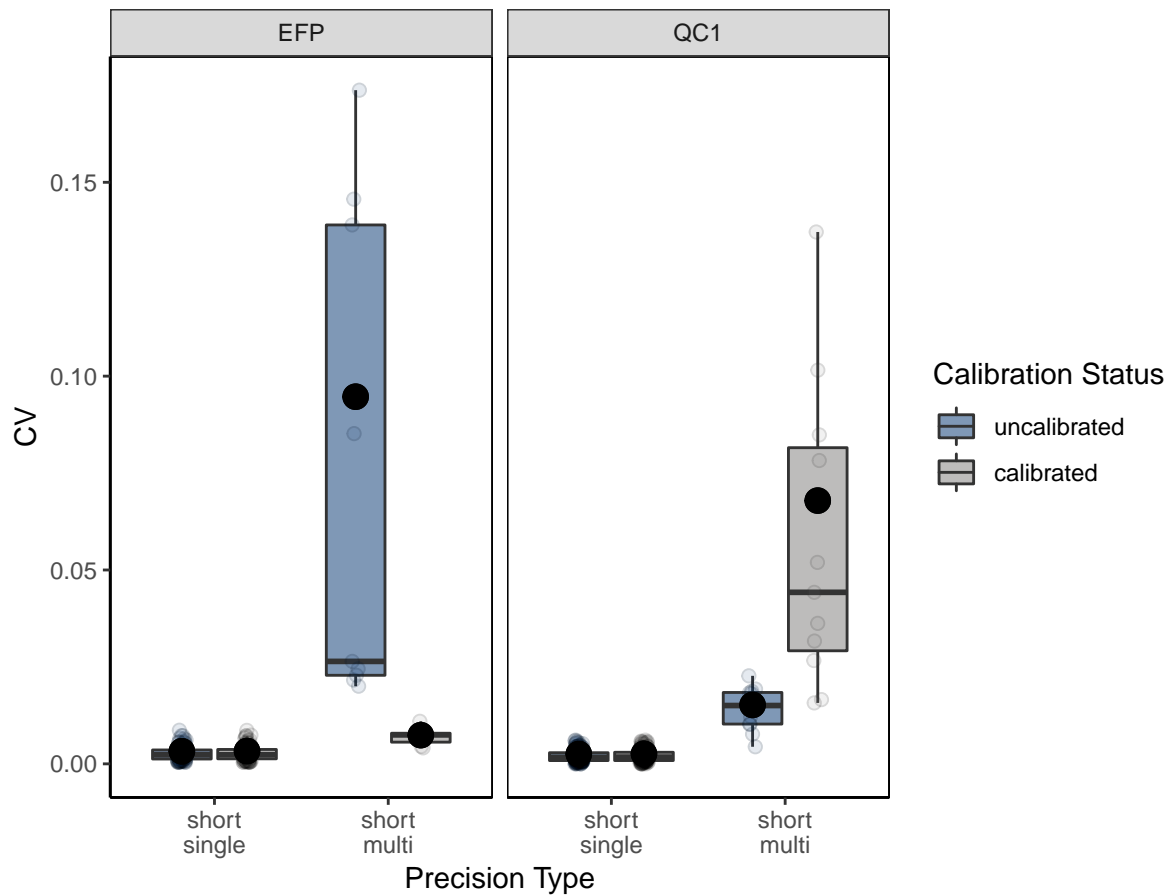 EFP
QC1
CV
0.15
0.10
0.05
0.00
short
single
short
multi
short
single
short
multi
Precision Type
Calibration Status
uncalibrated
calibrated